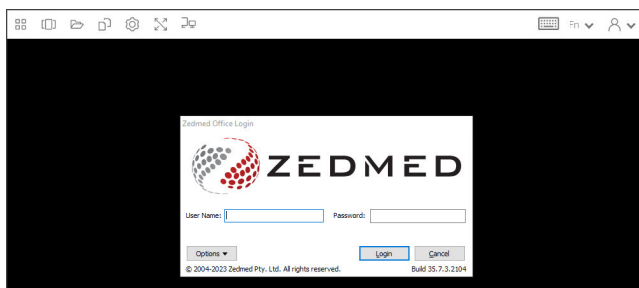 Fn
Zedmed Office Login
ZEDMED
User Name: Password:
Options Login Cancel
© 2004-2023 Zedmed Pty. Ltd. All rights reserved. Build 35.7.3.2104